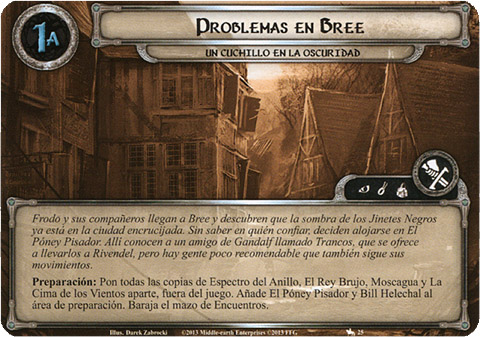 1A
PROBLEMAS EN BREE
UN CUCHILLO EN LA OSCURIDAD
Frodo y sus compañeros llegan a Bree y descubren que la sombra de los Jinetes Negros
ya está en la ciudad encrucijada. Sin saber en quién confiar, deciden alojarse en El
Póney Pisador. Allí conocen a un amigo de Gandalf llamado Trancos, que se ofrece
a llevarlos a Rivendel, pero hay gente poco recomendable que también sigue sus
movimientos.
Preparación: Pon todas las copias de Espectro del Anillo, El Rey Brujo, Moscagua y La
Cima de los Vientos aparte, fuera del juego. Añade El Póney Pisador y Bill Helechal al
área de preparación. Baraja el mazo de Encuentros.
Illus. Darek Zabrocki ©2013 Middle-earth Enterprises ©2013 FFG 25